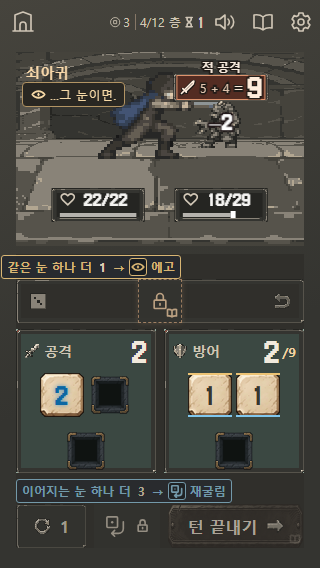 ◎ 3 | 4/12 층 ⧗ 1
쇠아귀
...그 눈이면.
적 공격
5 + 4 = 9
2
22/22
18/29
같은 눈 하나 더 1 → 에고
공격 2
방어 2/9
2
1 1
이어지는 눈 하나 더 3 → 재굴림
1
턴 끝내기 ➡